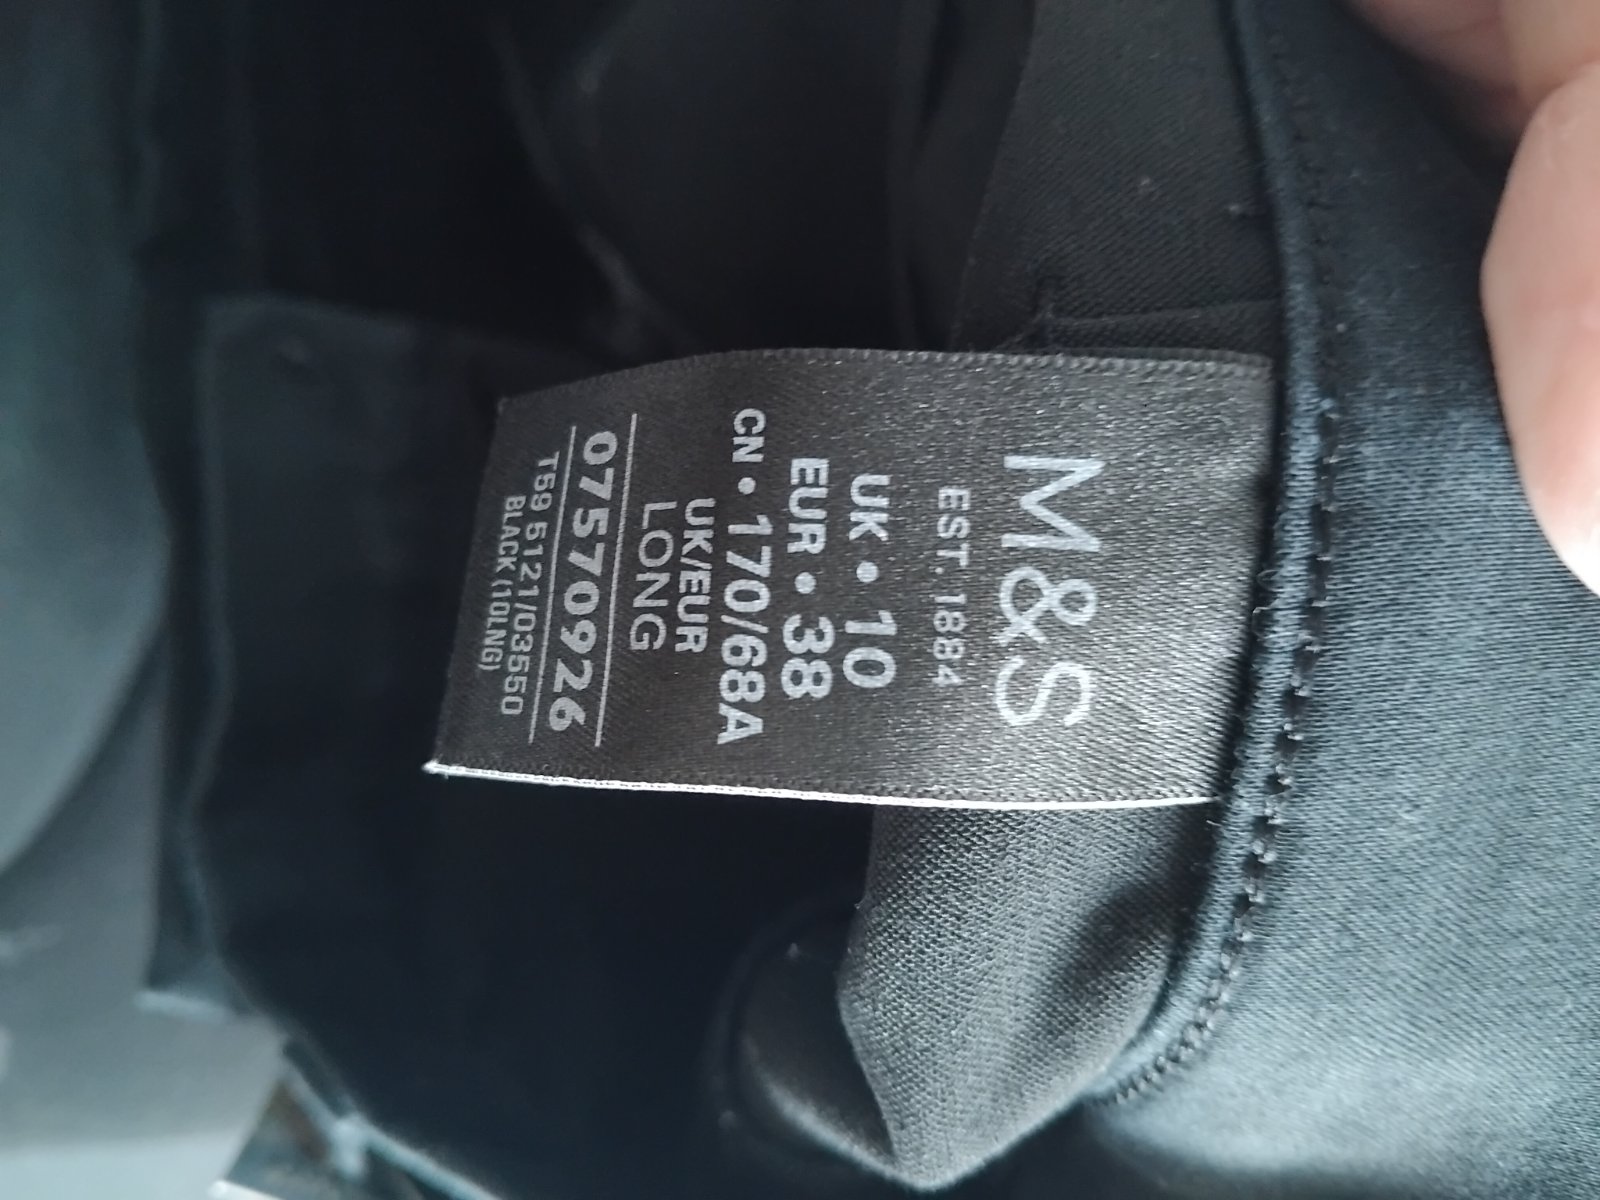 M&S
EST. 1884
UK • 10
EUR • 38
CN • 170/68A
UK/EUR
LONG
07570926
T59 5121/03550
BLACK (10LNG)